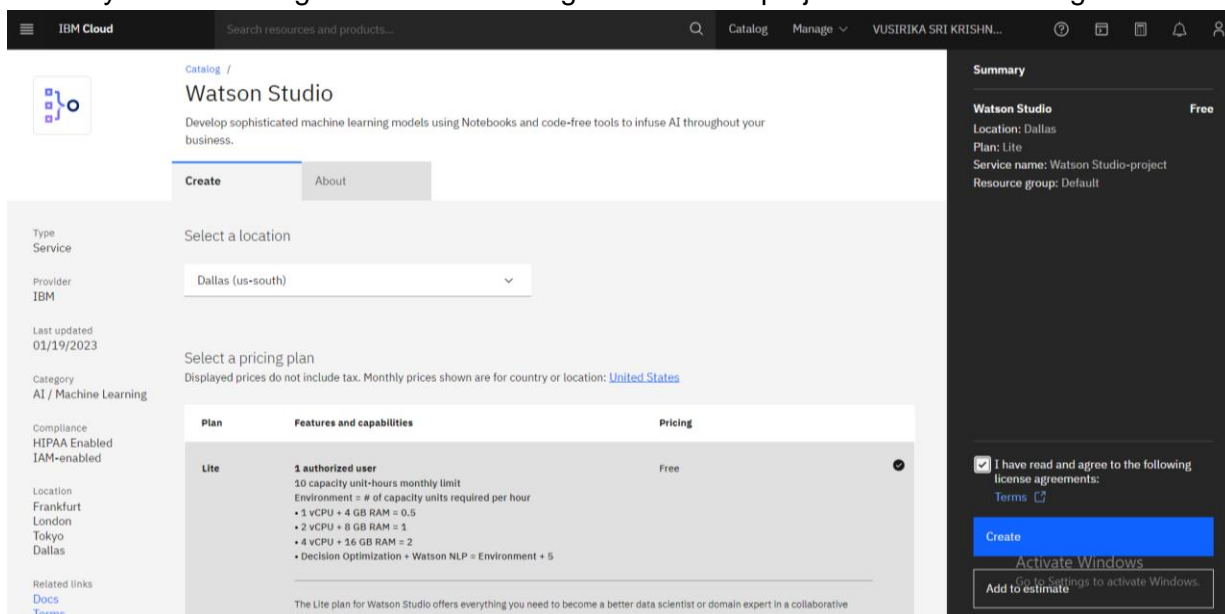 IBM Cloud
Search resources and products...
Catalog
Manage
VUSIRIKA SRI KRISHN...
Catalog /
Watson Studio
Develop sophisticated machine learning models using Notebooks and code-free tools to infuse AI throughout your
business.
Create
About
Type
Service
Provider
IBM
Last updated
01/19/2023
Category
AI / Machine Learning
Compliance
HIPAA Enabled
IAM-enabled
Location
Frankfurt
London
Tokyo
Dallas
Related links
Docs
Terms
Select a location
Dallas (us-south)
Select a pricing plan
Displayed prices do not include tax. Monthly prices shown are for country or location: United States
Plan Features and capabilities Pricing
Lite 1 authorized user Free
10 capacity unit-hours monthly limit
Environment = # of capacity units required per hour
• 1 vCPU + 4 GB RAM = 0.5
• 2 vCPU + 8 GB RAM = 1
• 4 vCPU + 16 GB RAM = 2
• Decision Optimization + Watson NLP = Environment + 5
The Lite plan for Watson Studio offers everything you need to become a better data scientist or domain expert in a collaborative
Summary
Watson Studio Free
Location: Dallas
Plan: Lite
Service name: Watson Studio-project
Resource group: Default
I have read and agree to the following
license agreements:
Terms
Create
Activate Windows
Go to Settings to activate Windows.
Add to estimate